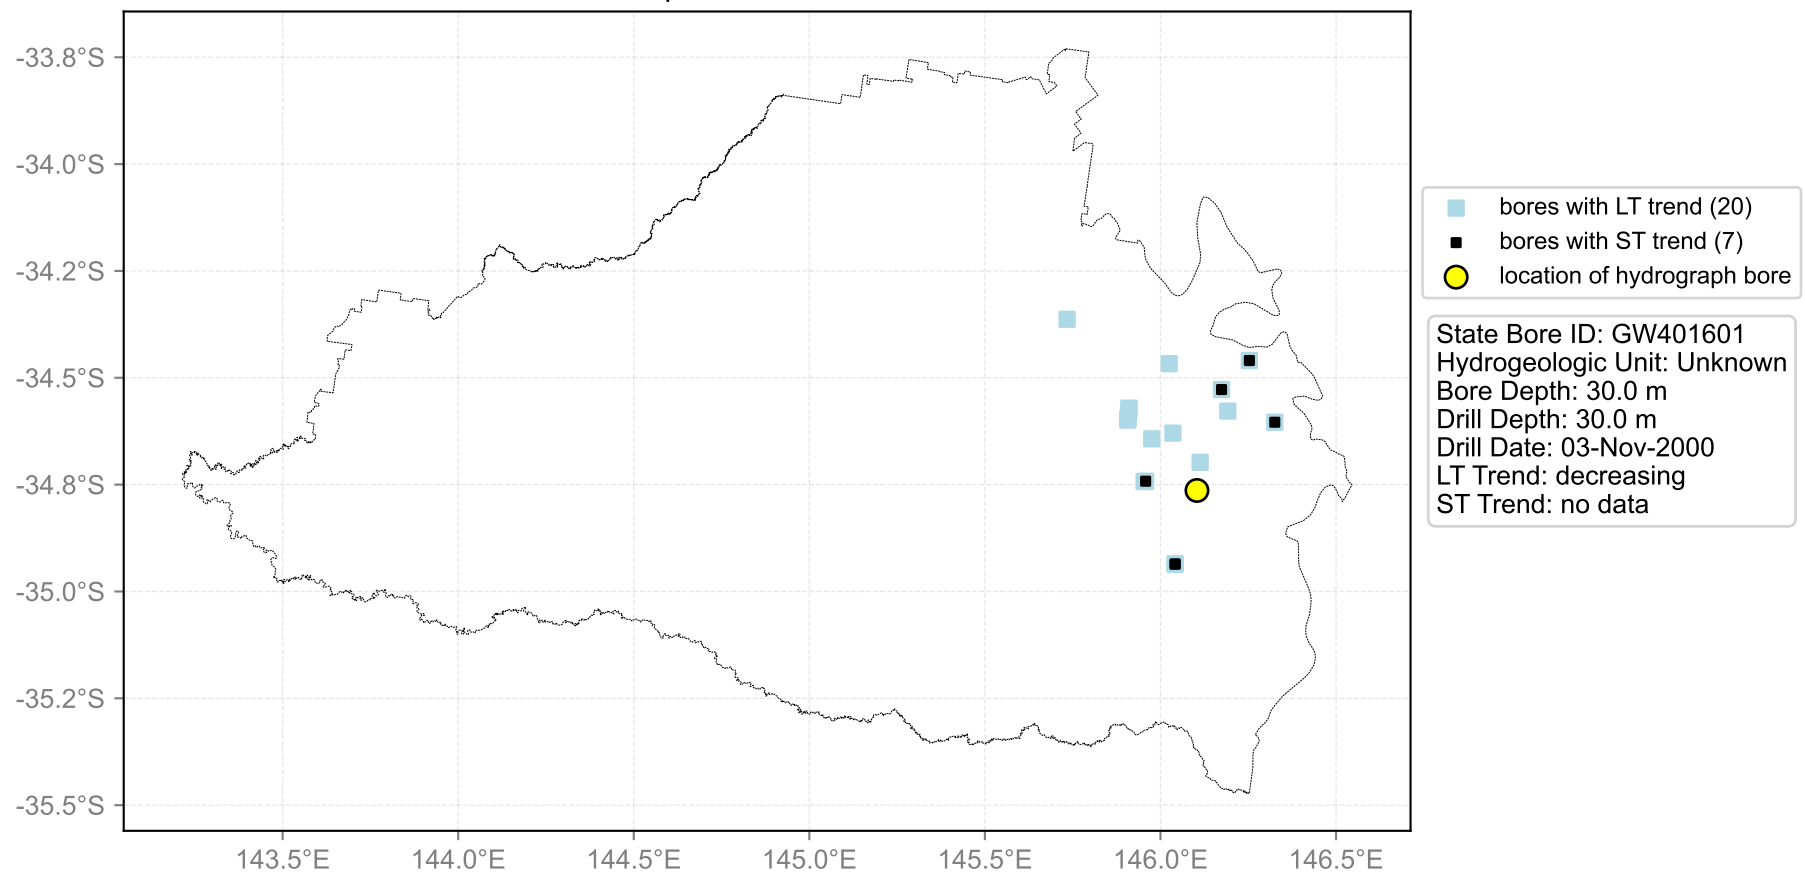 -33.8°S
-34.0°S
-34.2°S
-34.5°S
-34.8°S
-35.0°S
-35.2°S
-35.5°S
143.5°E
144.0°E
144.5°E
145.0°E
145.5°E
146.0°E
146.5°E
bores with LT trend (20)
bores with ST trend (7)
location of hydrograph bore
State Bore ID: GW401601
Hydrogeologic Unit: Unknown
Bore Depth: 30.0 m
Drill Depth: 30.0 m
Drill Date: 03-Nov-2000
LT Trend: decreasing
ST Trend: no data